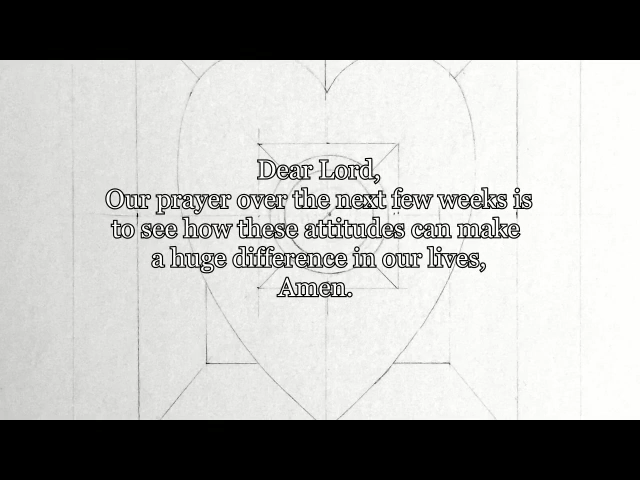 Dear Lord,
Our prayer over the next few weeks is
to see how these attitudes can make
a huge difference in our lives,
Amen.